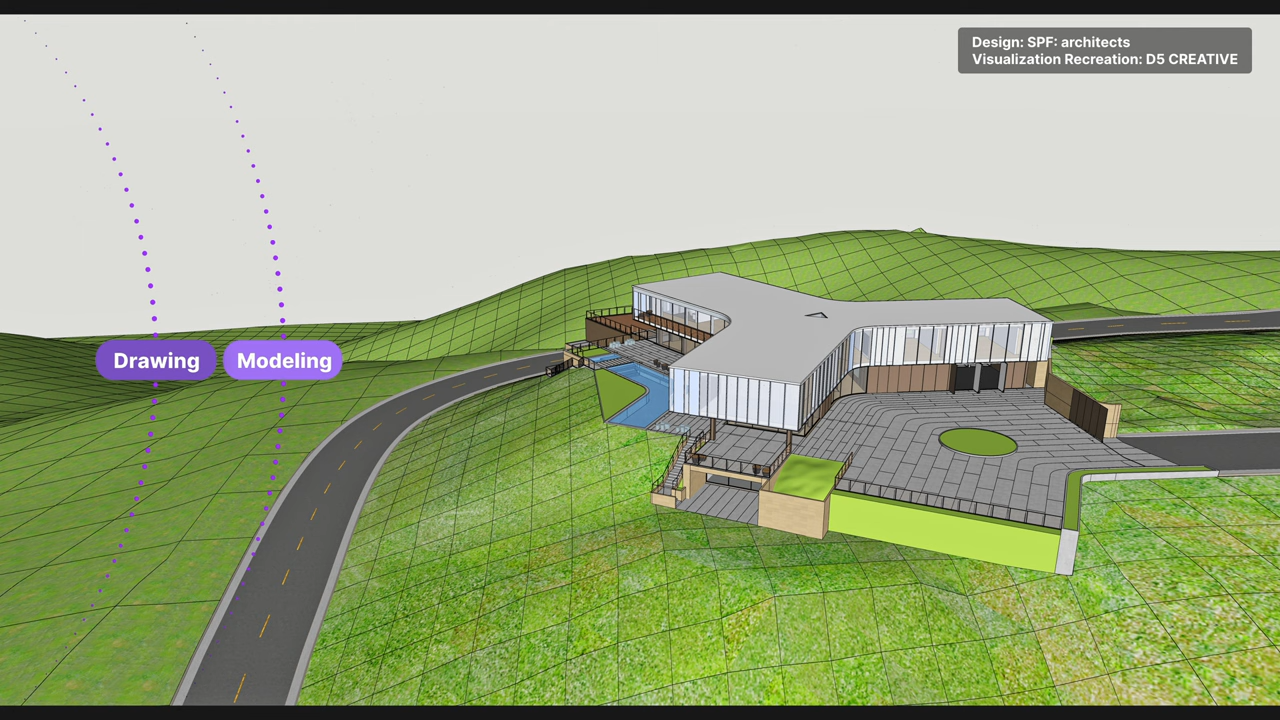 Design: SPF: architects
Visualization Recreation: D5 CREATIVE
Drawing
Modeling